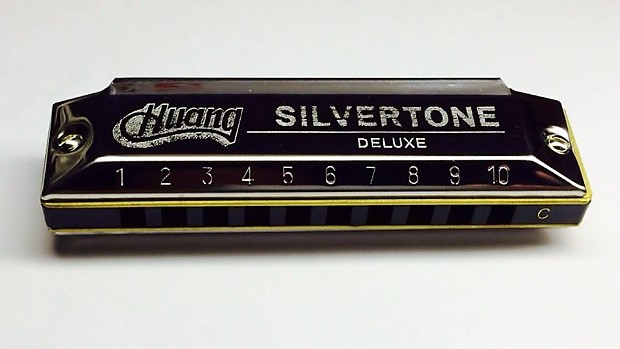 Huang SILVERTONE
DELUXE
1 2 3 4 5 6 7 8 9 10
C